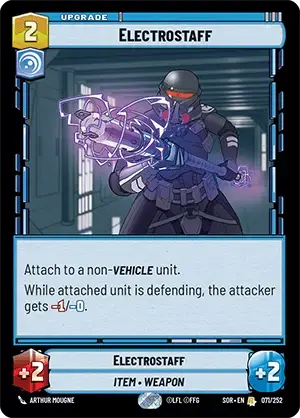 UPGRADE
2
ELECTROSTAFF
Attach to a non-VEHICLE unit.
While attached unit is defending, the attacker
gets -1/-0.
+2
ELECTROSTAFF
ITEM • WEAPON
+2
ARTHUR MOUGNE
©LFL ©FFG
SOR • EN
R
071/252